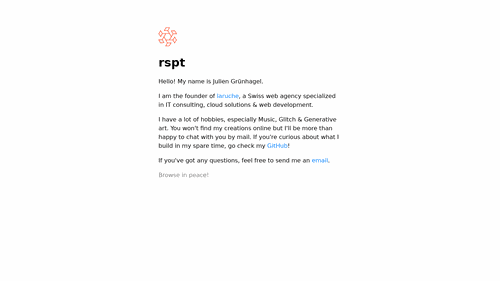 rspt
Hello! My name is Julien Grünhagel.
I am the founder of laruche, a Swiss web agency specialized
in IT consulting, cloud solutions & web development.
I have a lot of hobbies, especially Music, Glitch & Generative
art. You won't find my creations online but I'll be more than
happy to chat with you by mail. If you're curious about what I
build in my spare time, go check my GitHub!
If you've got any questions, feel free to send me an email.
Browse in peace!